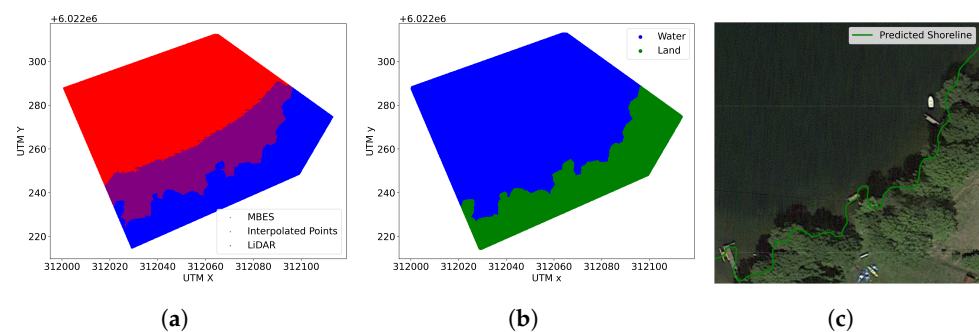 +6.022e6
UTM Y
300
280
260
240
220
MBES
Interpolated Points
LiDAR
312000 312020 312040 312060 312080 312100
UTM X
(a)
+6.022e6
UTM y
300
280
260
240
220
Water
Land
312000 312020 312040 312060 312080 312100
UTM x
(b)
Predicted Shoreline
(c)